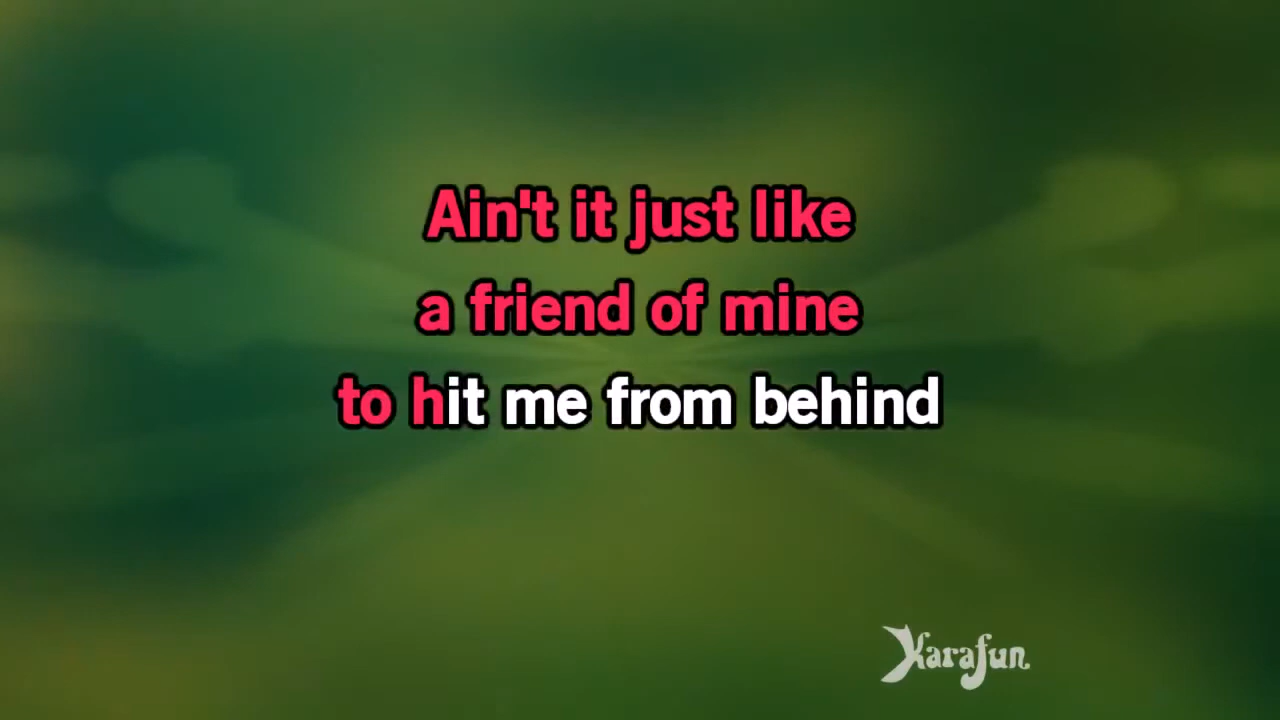 Ain't it just like
a friend of mine
to hit me from behind
Karafun